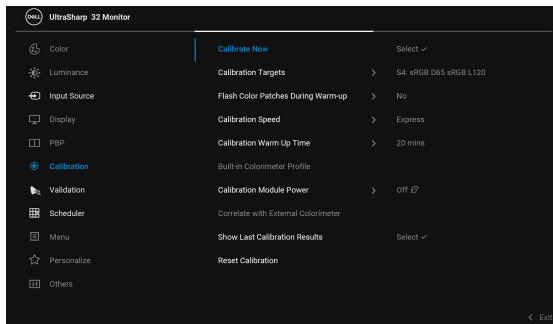 DELL UltraSharp 32 Monitor
Color Calibrate Now Select
Luminance Calibration Targets S4: sRGB D65 sRGB L120
Input Source Flash Color Patches During Warm-up No
Display Calibration Speed Express
PBP Calibration Warm Up Time 20 mins
Calibration Built-in Colorimeter Profile
Validation Calibration Module Power Off
Scheduler Correlate with External Colorimeter
Menu Show Last Calibration Results Select
Personalize Reset Calibration
Others
Exit